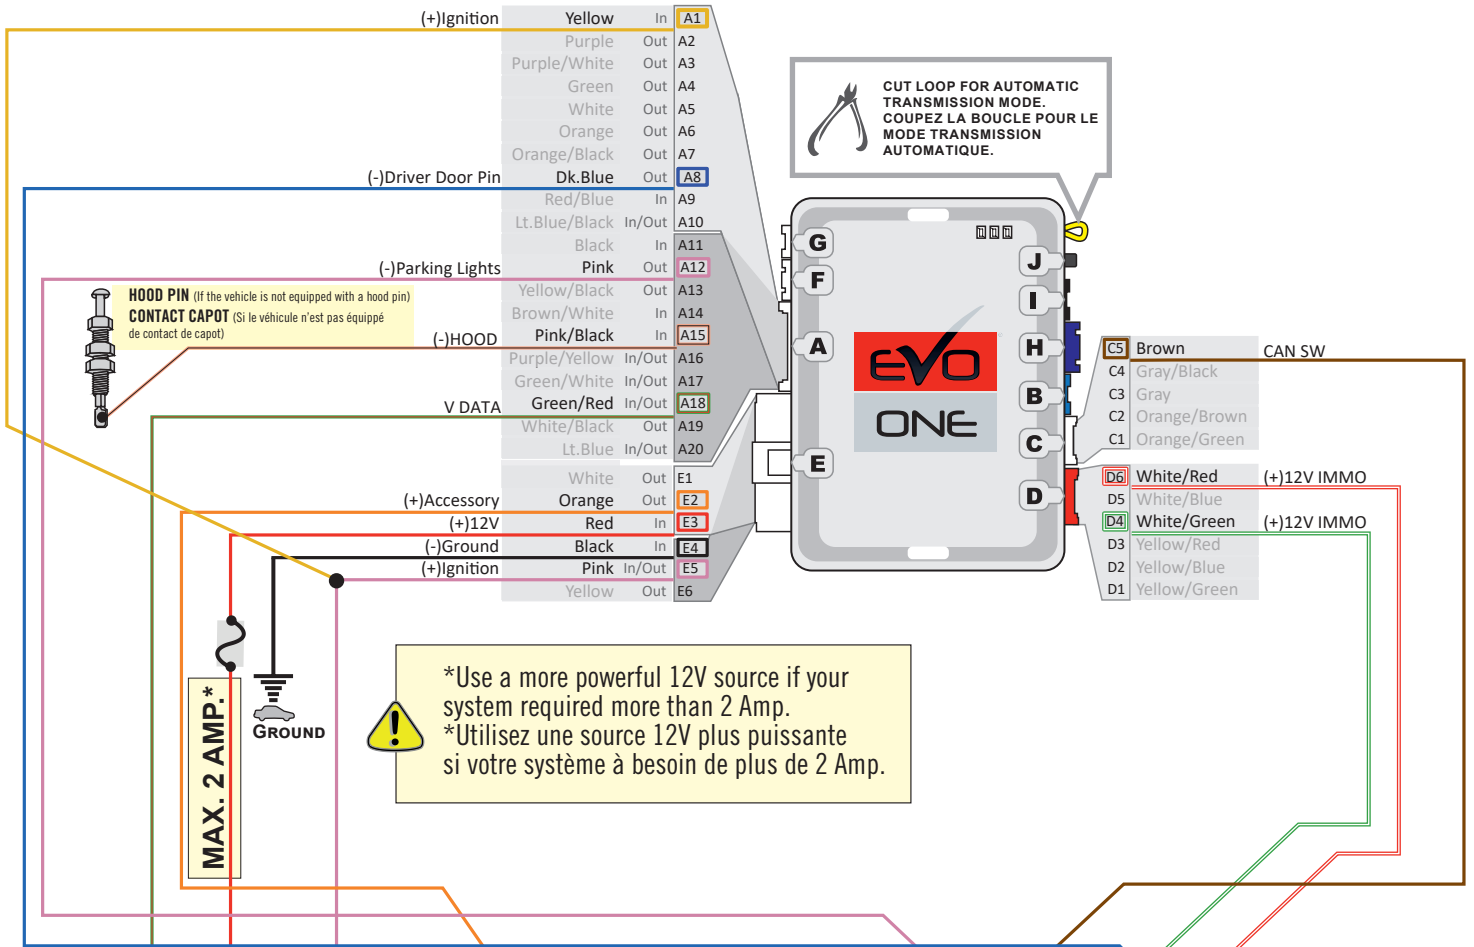 (+)Ignition Yellow In A1
Purple Out A2
Purple/White Out A3
Green Out A4
White Out A5
Orange Out A6
Orange/Black Out A7
(-)Driver Door Pin Dk.Blue Out A8
Red/Blue In A9
Lt.Blue/Black In/Out A10
Black In A11
(-)Parking Lights Pink Out A12
Yellow/Black Out A13
Brown/White In A14
(-)HOOD Pink/Black In A15
Purple/Yellow In/Out A16
Green/White In/Out A17
V DATA Green/Red In/Out A18
White/Black Out A19
Lt.Blue In/Out A20
White Out E1
(+)Accessory Orange Out E2
(+)12V Red In E3
(-)Ground Black In E4
(+)Ignition Pink In/Out E5
Yellow Out E6
HOOD PIN (If the vehicle is not equipped with a hood pin)
CONTACT CAPOT (Si le véhicule n'est pas équipé
de contact de capot)
CUT LOOP FOR AUTOMATIC
TRANSMISSION MODE.
COUPEZ LA BOUCLE POUR LE
MODE TRANSMISSION
AUTOMATIQUE.
G
F
A
E
J
I
H
B
C
D
EVO
ONE
C5 Brown CAN SW
C4 Gray/Black
C3 Gray
C2 Orange/Brown
C1 Orange/Green
D6 White/Red (+)12V IMMO
D5 White/Blue
D4 White/Green (+)12V IMMO
D3 Yellow/Red
D2 Yellow/Blue
D1 Yellow/Green
MAX. 2 AMP.*
GROUND
!
*Use a more powerful 12V source if your
system required more than 2 Amp.
*Utilisez une source 12V plus puissante
si votre système à besoin de plus de 2 Amp.